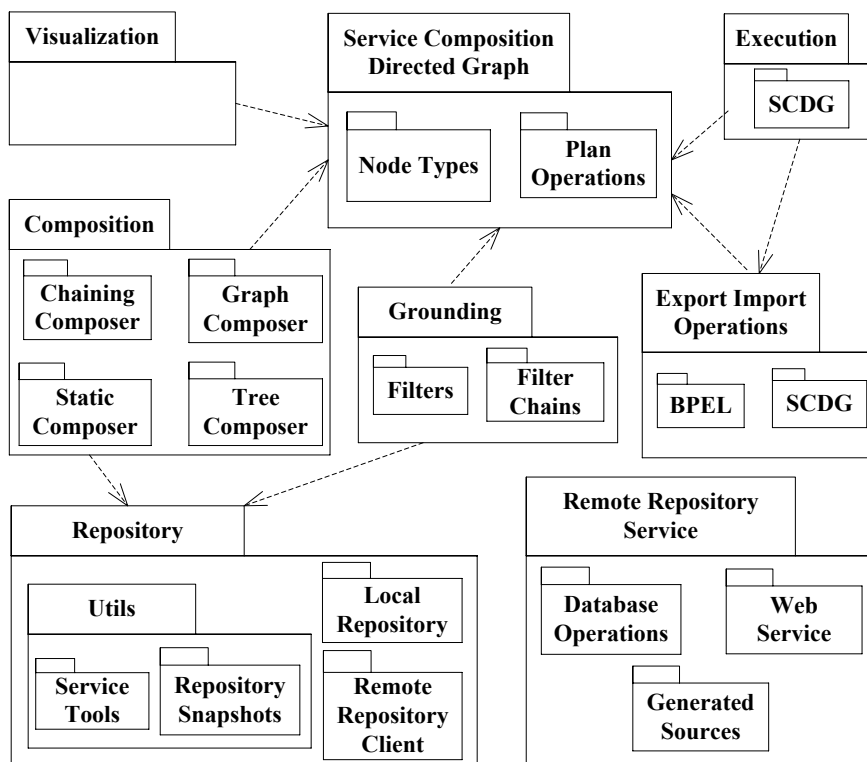 Visualization
Service Composition
Directed Graph
Node Types
Plan
Operations
Execution
SCDG
Composition
Chaining
Composer
Graph
Composer
Static
Composer
Tree
Composer
Grounding
Filters
Filter
Chains
Export Import
Operations
BPEL
SCDG
Repository
Utils
Service
Tools
Repository
Snapshots
Local
Repository
Remote
Repository
Client
Remote Repository
Service
Database
Operations
Web
Service
Generated
Sources